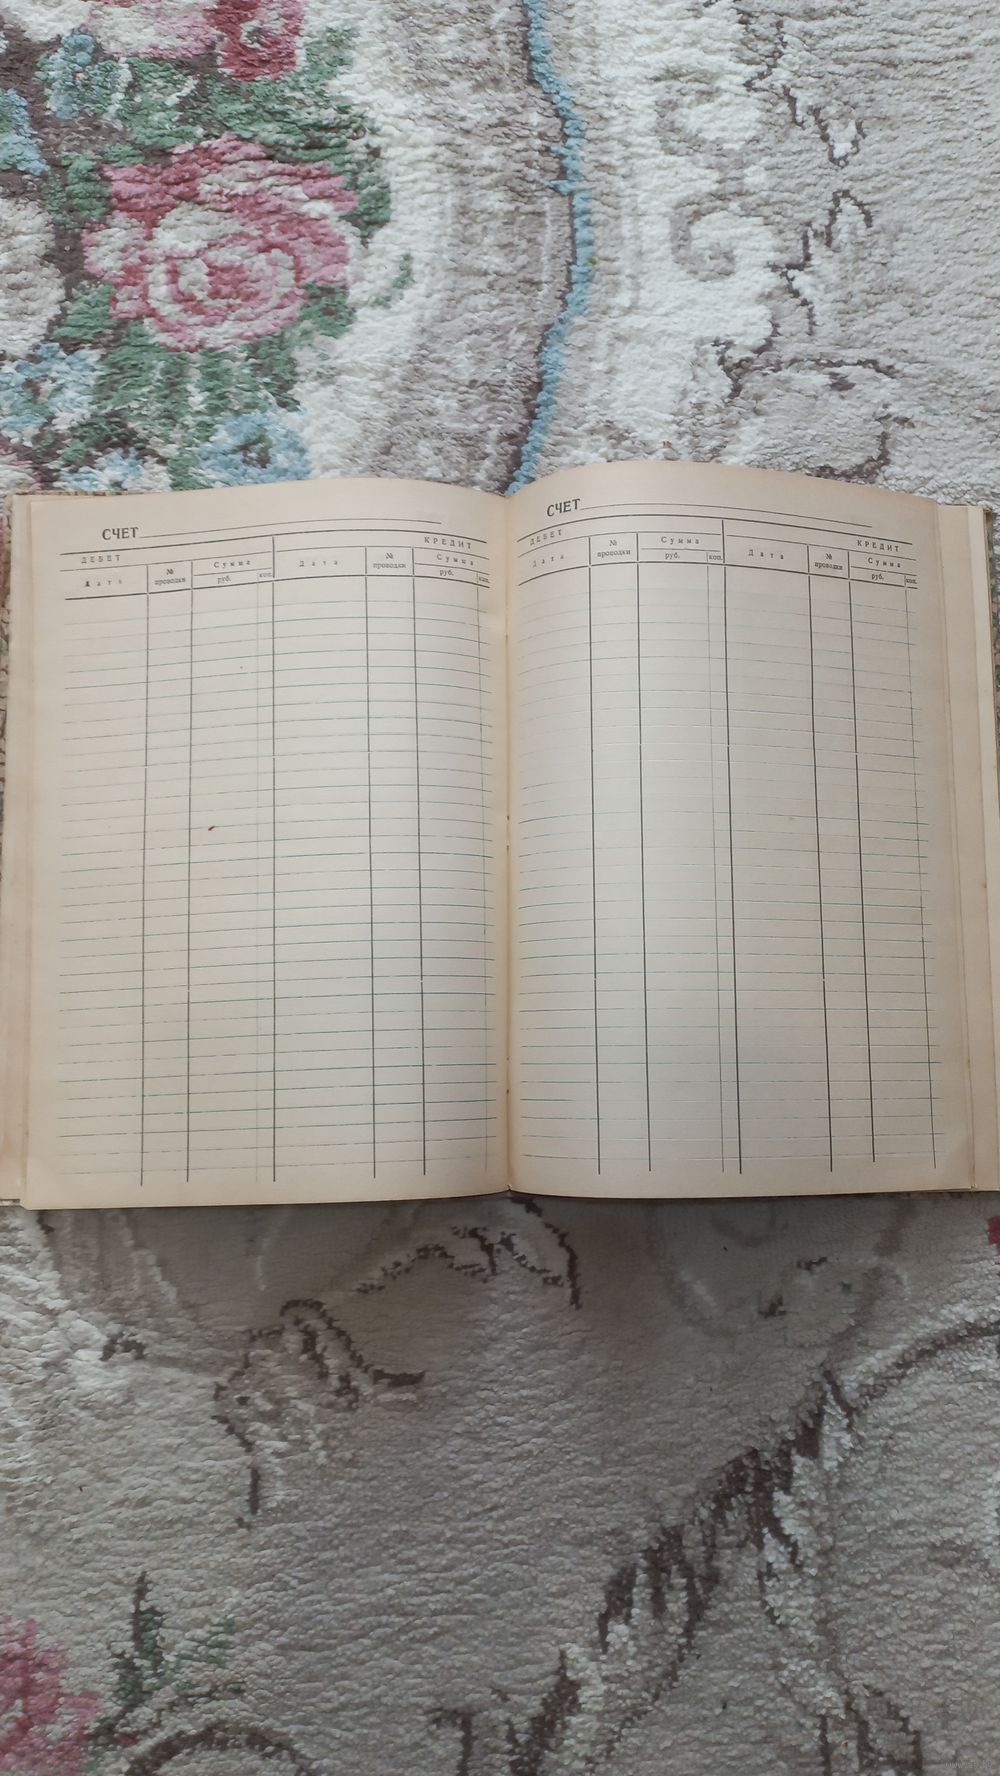 СЧЕТ
ДЕБЕТ КРЕДИТ
Дата № проводки Сумма Дата № проводки Сумма
руб. коп. руб. коп.
СЧЕТ
ДЕБЕТ КРЕДИТ
Дата № проводки Сумма Дата № проводки Сумма
руб. коп. руб. коп.